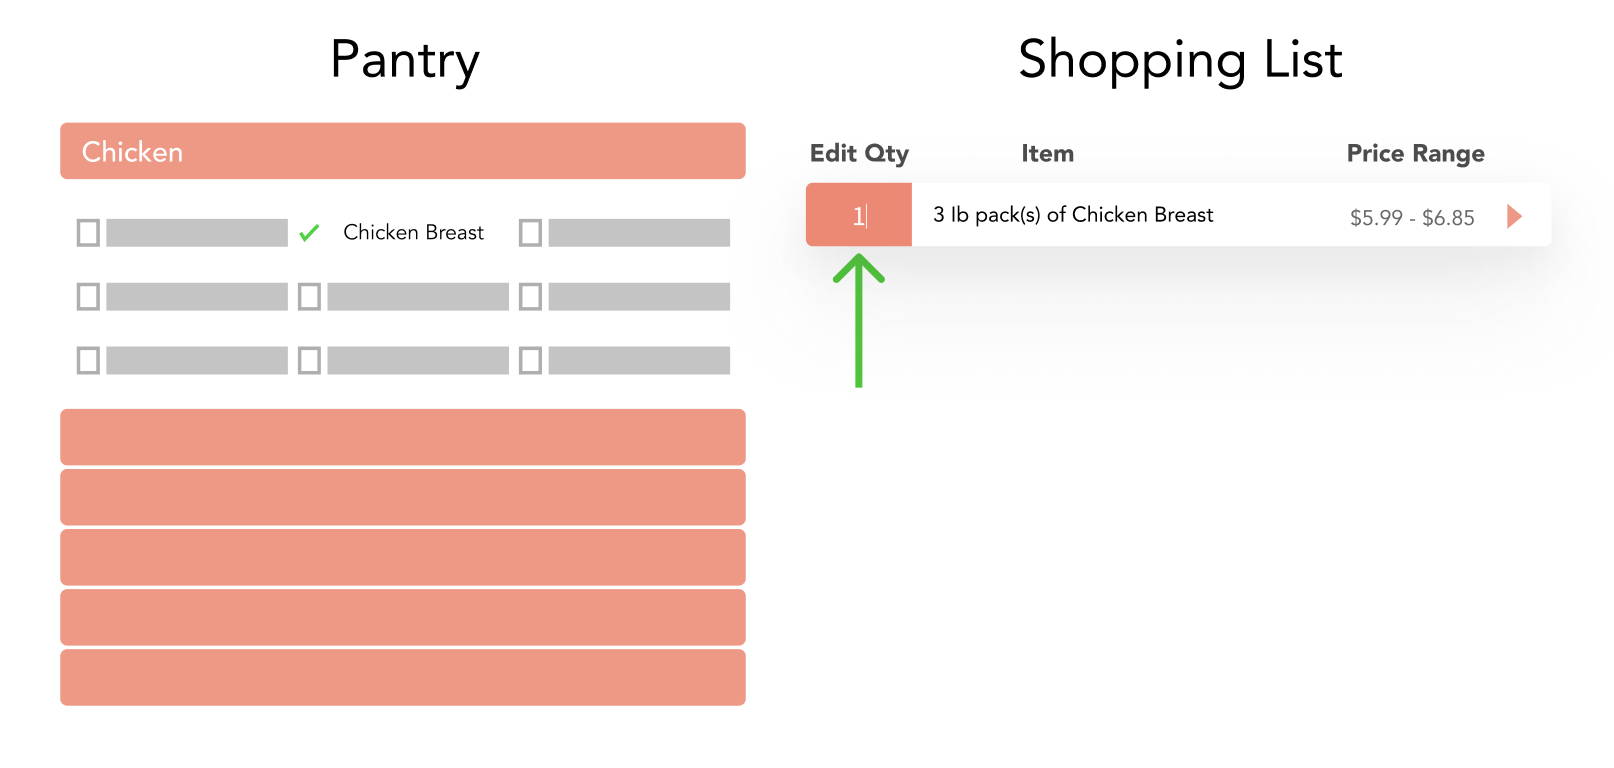 Pantry
Shopping List
Chicken
Edit Qty Item Price Range
Chicken Breast
1 3 lb pack(s) of Chicken Breast $5.99 - $6.85